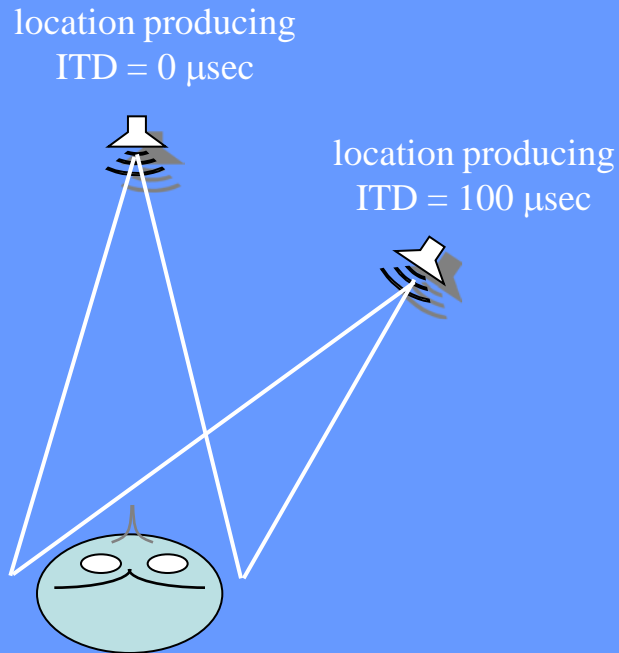 location producing
ITD = 0 μsec
location producing
ITD = 100 μsec